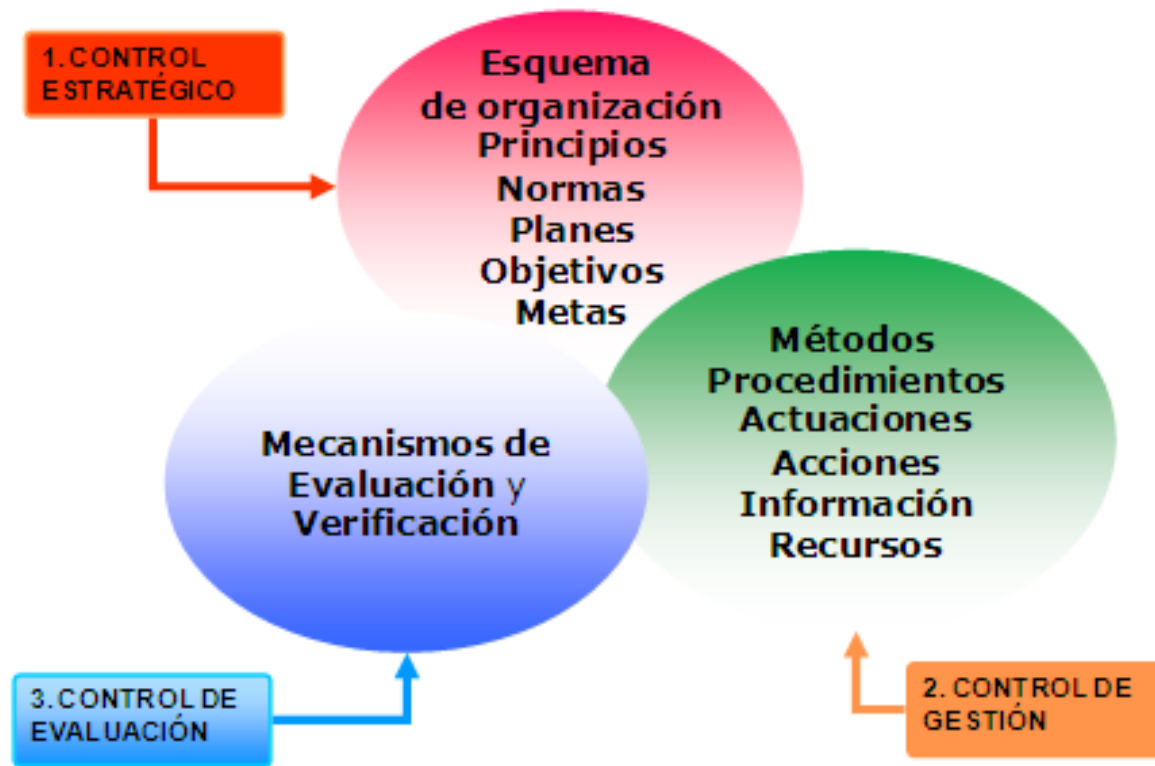 1. CONTROL
ESTRATÉGICO
Esquema
de organización
Principios
Normas
Planes
Objetivos
Metas
Métodos
Procedimientos
Actuaciones
Acciones
Información
Recursos
Mecanismos de
Evaluación y
Verificación
3. CONTROL DE
EVALUACIÓN
2. CONTROL DE
GESTIÓN